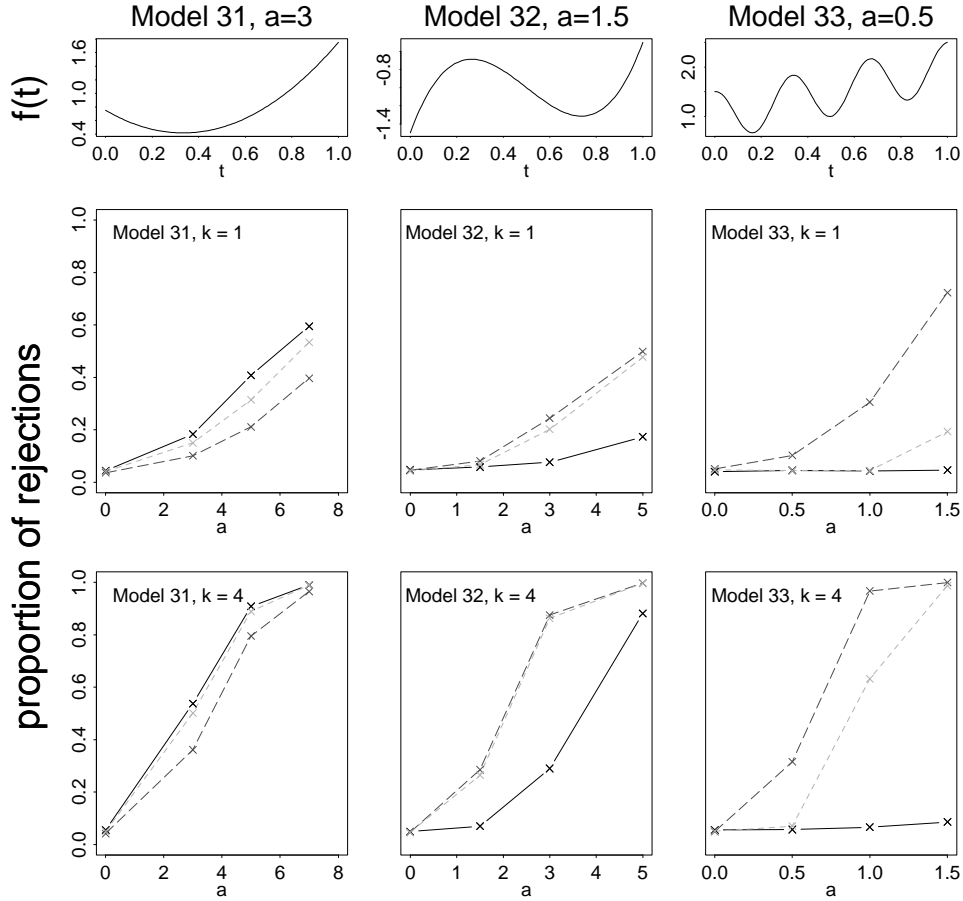 Model 31, a=3
Model 32, a=1.5
Model 33, a=0.5
f(t)
0.4 1.0 1.6
0.0 0.2 0.4 0.6 0.8 1.0
t
-1.4 -0.8
0.0 0.2 0.4 0.6 0.8 1.0
t
1.0 2.0
0.0 0.2 0.4 0.6 0.8 1.0
t
proportion of rejections
Model 31, k = 1
0.0 0.2 0.4 0.6 0.8 1.0
0 2 4 6 8
a
Model 32, k = 1
0 1 2 3 4 5
a
Model 33, k = 1
0.0 0.5 1.0 1.5
a
Model 31, k = 4
0.0 0.2 0.4 0.6 0.8 1.0
0 2 4 6 8
a
Model 32, k = 4
0 1 2 3 4 5
a
Model 33, k = 4
0.0 0.5 1.0 1.5
a